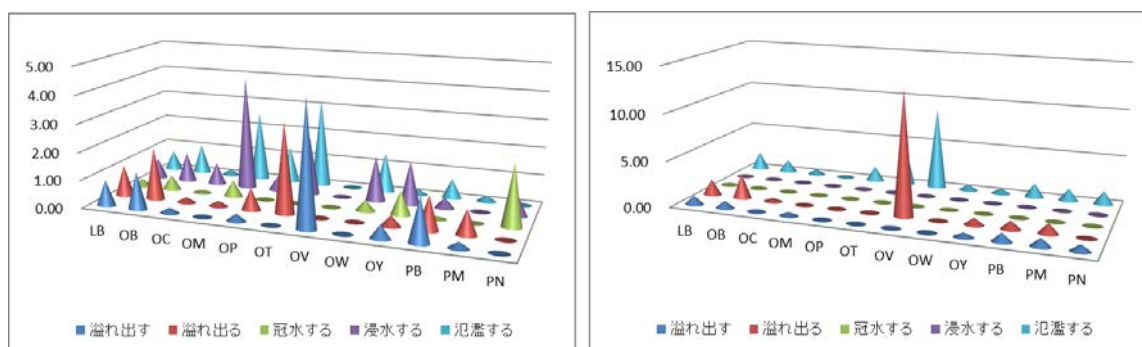 5.00
4.00
3.00
2.00
1.00
0.00
LB OB OC OM OP OT OV OW OY PB PM PN
溢れ出す 溢れ出る 冠水する 浸水する 氾濫する
15.00
10.00
5.00
0.00
LB OB OC OM OP OT OV OW OY PB PM PN
溢れ出す 溢れ出る 冠水する 浸水する 氾濫する